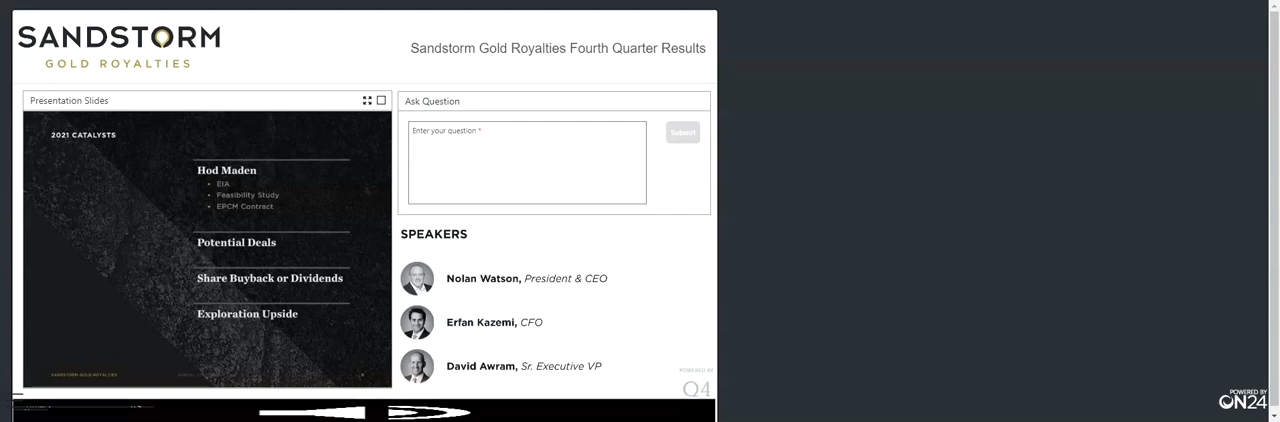 SANDSTORM
GOLD ROYALTIES
Sandstorm Gold Royalties Fourth Quarter Results
Presentation Slides
2021 CATALYSTS
Hod Maden
• EIA
• Feasibility Study
• EPCM Contract
Potential Deals
Share Buyback or Dividends
Exploration Upside
SANDSTORM GOLD ROYALTIES
Ask Question
Enter your question *
Submit
SPEAKERS
Nolan Watson, President & CEO
Erfan Kazemi, CFO
David Awram, Sr. Executive VP
POWERED BY
Q4
POWERED BY
ON24